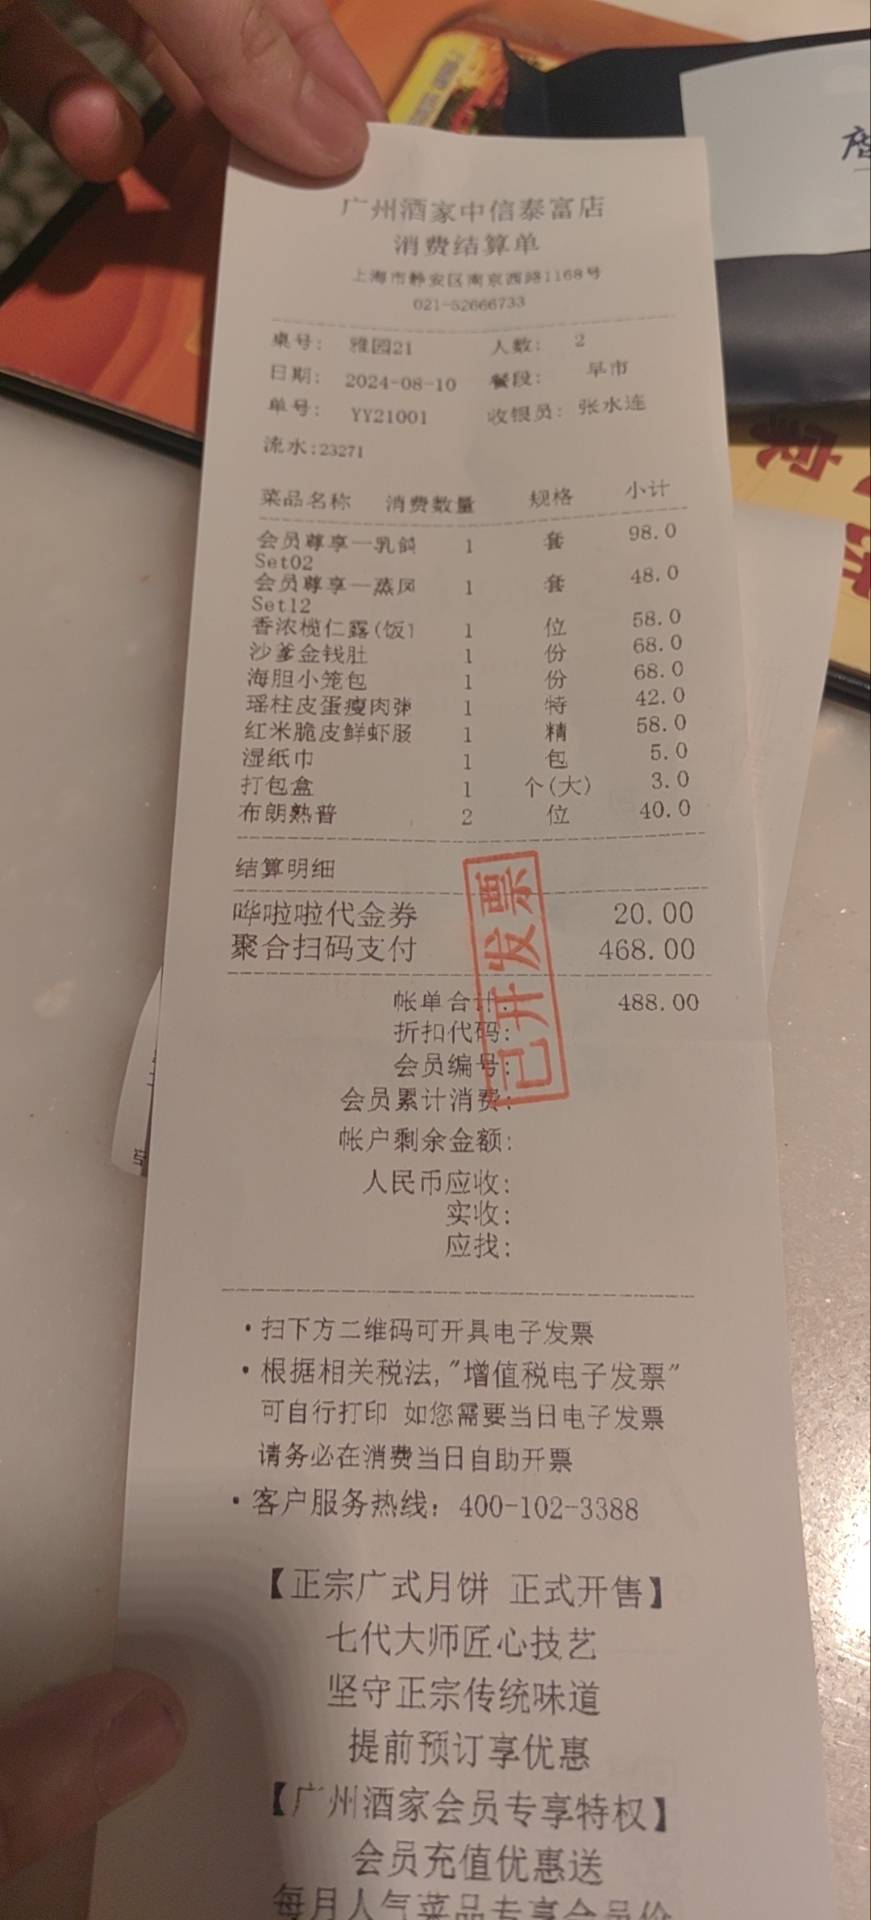 广州酒家中信泰富店
消费结算单
上海市静安区南京西路1168号
021-52666733
桌号: 雅园21 人数: 2
日期: 2024-08-10 餐段: 早市
单号: YY21001 收银员: 张水连
流水:23271
菜品名称 消费数量 规格 小计
会员尊享一乳鸽 1 套 98.0
Set02
会员尊享一蒸凤 1 套 48.0
Set12
香浓榄仁露(饭) 1 位 58.0
沙爹金钱肚 1 份 68.0
海胆小笼包 1 份 68.0
瑶柱皮蛋瘦肉粥 1 特 42.0
红米脆皮鲜虾肠 1 精 58.0
湿纸巾 1 包 5.0
打包盒 1 个(大) 3.0
布朗熟普 2 位 40.0
结算明细
哗啦啦代金券 20.00
聚合扫码支付 468.00
帐单合计: 488.00
折扣代码:
会员编号:
会员累计消费:
帐户剩余金额:
人民币应收:
实收:
应找:
已开发票
·扫下方二维码可开具电子发票
·根据相关税法,"增值税电子发票"
可自行打印 如您需要当日电子发票
请务必在消费当日自助开票
·客户服务热线: 400-102-3388
【正宗广式月饼 正式开售】
七代大师匠心技艺
坚守正宗传统味道
提前预订享优惠
【广州酒家会员专享特权】
会员充值优惠送
每月人气菜品专享会员价